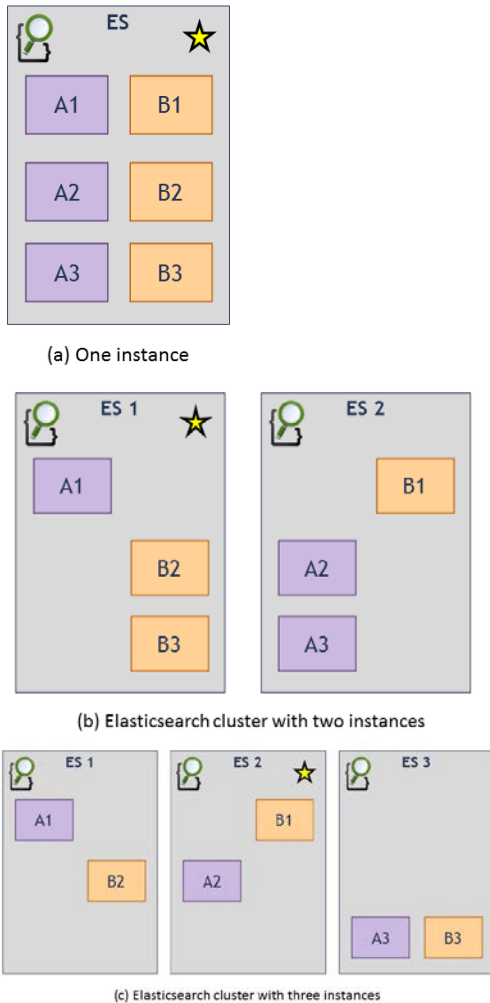 ES
A1 B1
A2 B2
A3 B3
(a) One instance
ES 1 ES 2
A1 B1
B2 A2
B3 A3
(b) Elasticsearch cluster with two instances
ES 1 ES 2 ES 3
A1 B1
B2 A2
A3 B3
(c) Elasticsearch cluster with three instances